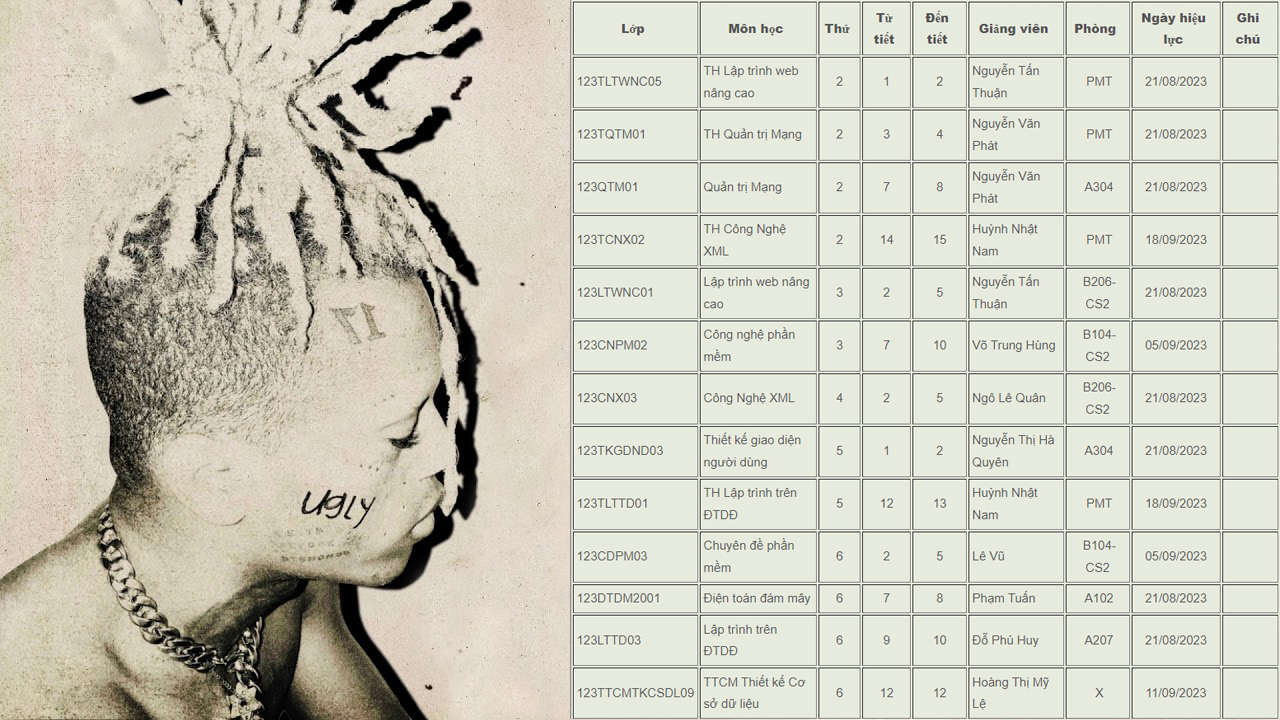 17
ugly
Lớp Môn học Thứ Từ tiết Đến tiết Giảng viên Phòng Ngày hiệu lực Ghi chú
123TLTWNC05 TH Lập trình web nâng cao 2 1 2 Nguyễn Tấn Thuận PMT 21/08/2023
123TQTM01 TH Quản trị Mạng 2 3 4 Nguyễn Văn Phát PMT 21/08/2023
123QTM01 Quản trị Mạng 2 7 8 Nguyễn Văn Phát A304 21/08/2023
123TCNX02 TH Công Nghệ XML 2 14 15 Huỳnh Nhật Nam PMT 18/09/2023
123LTWNC01 Lập trình web nâng cao 3 2 5 Nguyễn Tấn Thuận B206-CS2 21/08/2023
123CNPM02 Công nghệ phần mềm 3 7 10 Võ Trung Hùng B104-CS2 05/09/2023
123CNX03 Công Nghệ XML 4 2 5 Ngô Lê Quân B206-CS2 21/08/2023
123TKGDND03 Thiết kế giao diện người dùng 5 1 2 Nguyễn Thị Hà Quyên A304 21/08/2023
123TLTTD01 TH Lập trình trên ĐTDĐ 5 12 13 Huỳnh Nhật Nam PMT 18/09/2023
123CDPM03 Chuyên đề phần mềm 6 2 5 Lê Vũ B104-CS2 05/09/2023
123DTDM2001 Điện toán đám mây 6 7 8 Phạm Tuấn A102 21/08/2023
123LTTD03 Lập trình trên ĐTDĐ 6 9 10 Đỗ Phú Huy A207 21/08/2023
123TTCMTKCSDL09 TTCM Thiết kế Cơ sở dữ liệu 6 12 12 Hoàng Thị Mỹ Lệ X 11/09/2023